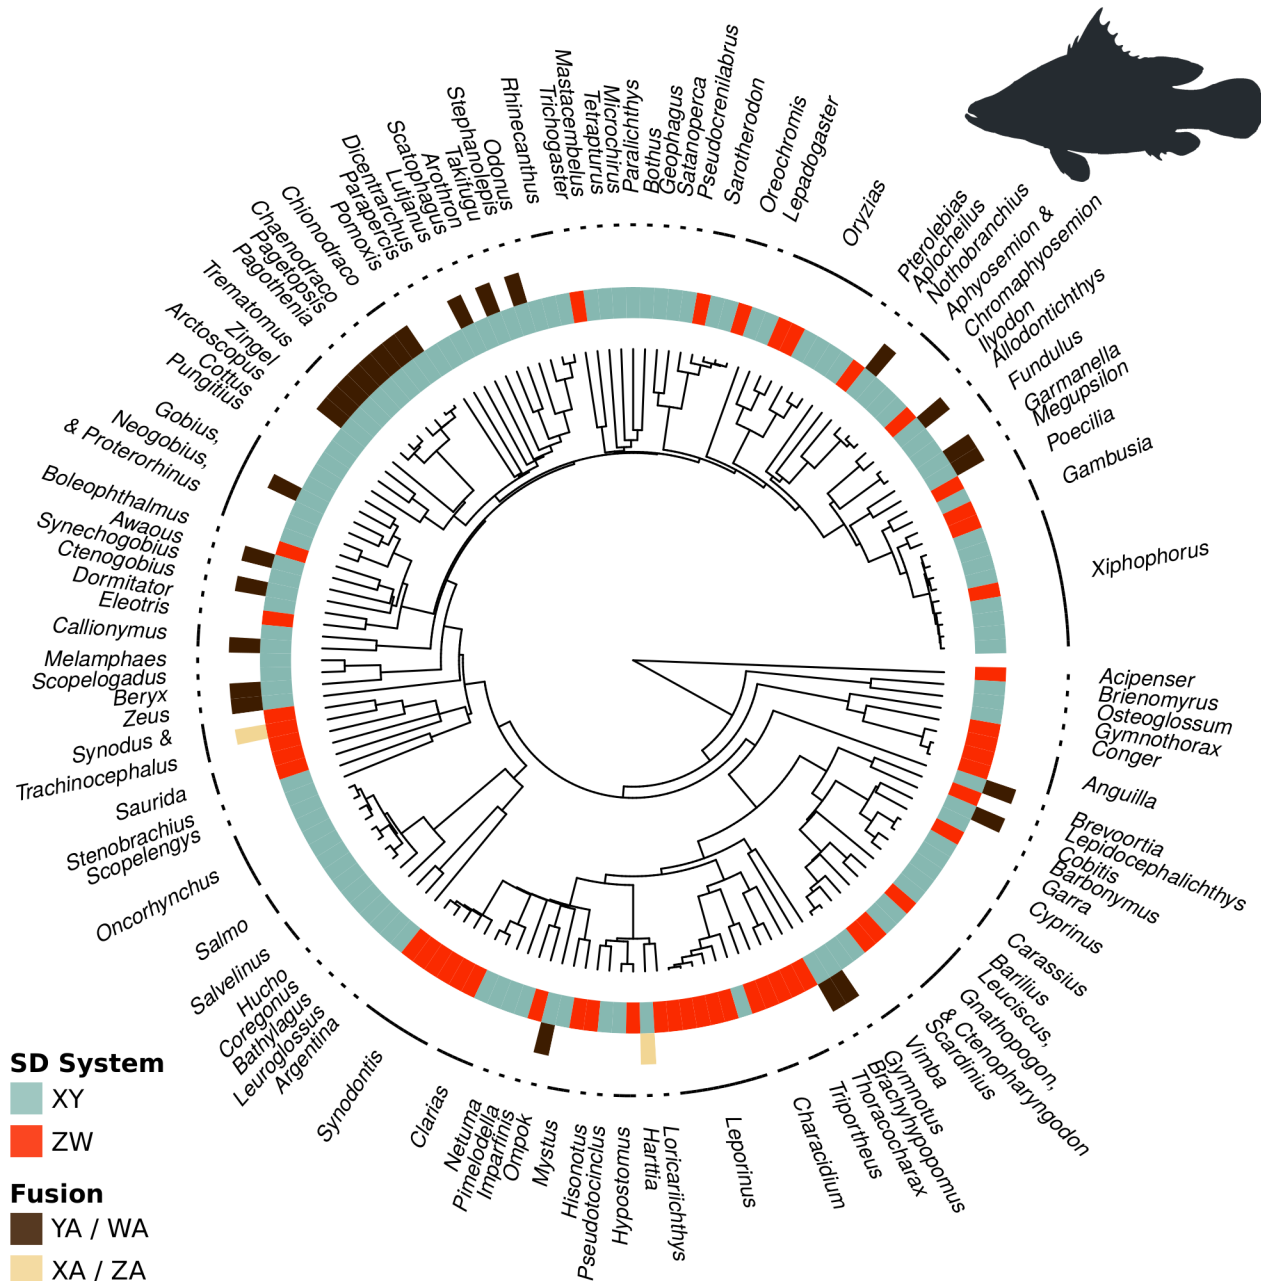 Acipenser
Brienomyrus
Osteoglossum
Gymnothorax
Conger
Anguilla
Brevoortia
Lepidocephalichthys
Cobitis
Barbonymus
Garra
Cyprinus
Carassius
Barilius
Leuciscus,
Gnathopogon,
& Ctenopharyngodon
Scardinius
Vimba
Gymnotus
Brachyhypopomus
Thoracocharax
Triportheus
Characidium
Leporinus
Loricariichthys
Harttia
Hypostomus
Pseudotocinclus
Hisonotus
Mystus
Ompok
Imparfinis
Pimelodella
Netuma
Clarias
Synodontis
Argentina
Leuroglossus
Bathylagus
Coregonus
Hucho
Salvelinus
Salmo
Oncorhynchus
Scopelengys
Stenobrachius
Saurida
Synodus &
Trachinocephalus
Zeus
Beryx
Scopelogadus
Melamphaes
Callionymus
Eleotris
Dormitator
Ctenogobius
Synechogobius
Awaous
Boleophthalmus
Gobius,
Neogobius,
& Proterorhinus
Pungitius
Cottus
Arctoscopus
Zingel
Trematomus
Pagothenia
Pagetopsis
Chaenodraco
Chionodraco
Pomoxis
Parapercis
Dicentrarchus
Lutjanus
Scatophagus
Arothron
Takifugu
Stephanolepis
Odonus
Rhinecanthus
Trichogaster
Mastacembelus
Tetrapturus
Microchirus
Paralichthys
Bothus
Geophagus
Satanoperca
Pseudocrenilabrus
Sarotherodon
Oreochromis
Lepadogaster
Oryzias
Pterolebias
Aplocheilus
Nothobranchius
Aphyosemion &
Chromaphyosemion
Ilyodon
Allodontichthys
Fundulus
Garmanella
Megupsilon
Poecilia
Gambusia
Xiphophorus
SD System
XY
ZW
Fusion
YA / WA
XA / ZA